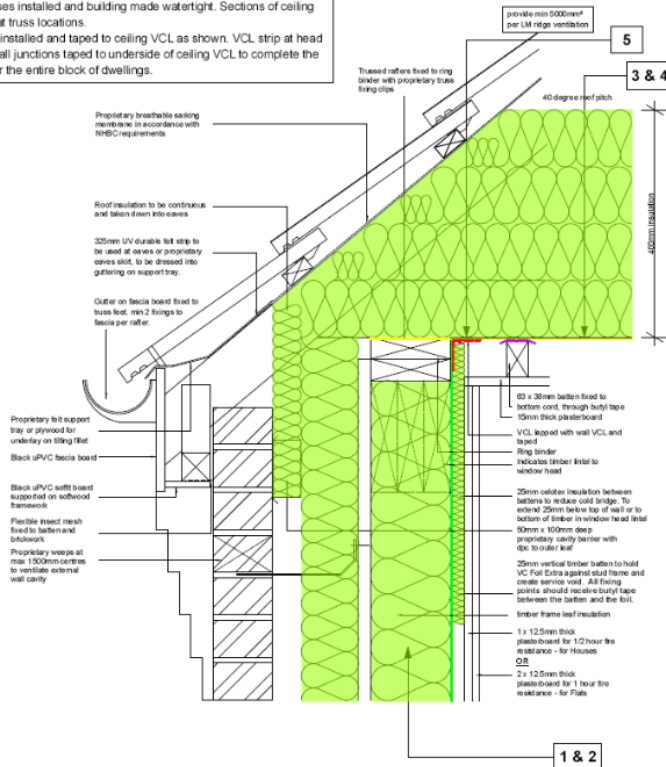 ses installed and building made watertight. Sections of ceiling
at truss locations.
installed and taped to ceiling VCL as shown. VCL strip at head
all junctions taped to underside of ceiling VCL to complete the
r the entire block of dwellings.
provide min 5000mm²
per LM ridge ventilation
5
3 & 4
Trussed rafters fixed to ring
binder with proprietary truss
fixing clips
40 degree roof pitch
Proprietary breathable sarking
membrane in accordance with
NHBC requirements
400mm insulation
Roof insulation to be continuous
and taken down into eaves
325mm UV durable felt strip to
be used at eaves or proprietary
eaves skirt, to be dressed into
guttering on support tray.
Gutter on fascia board fixed to
truss feet. min 2 fixings to
fascia per rafter.
Proprietary felt support
tray or plywood for
underlay on tilting fillet
Black uPVC fascia board
Black uPVC soffit board
supported on softwood
framework
Flexible insect mesh
fixed to batten and
brickwork
Proprietary weeps at
max 1500mm centres
to ventilate external
wall cavity
63 x 38mm batten fixed to
bottom cord, through butyl tape
15mm thick plasterboard
VCL lapped with wall VCL and
taped
Ring binder
Indicates timber lintel to
window head
25mm celotex insulation between
battens to reduce cold bridge. To
extend 25mm below top of wall or to
bottom of timber in window head lintel
50mm x 100mm deep
proprietary cavity barrier with
dpc to outer leaf
25mm vertical timber batten to hold
VC Foil Extra against stud frame and
create service void. All fixing
points should receive butyl tape
between the batten and the foil.
timber frame leaf insulation
1 x 12.5mm thick
plasterboard for 1/2 hour fire
resistance - for Houses
OR
2 x 12.5mm thick
plasterboard for 1 hour fire
resistance - for Flats
1 & 2